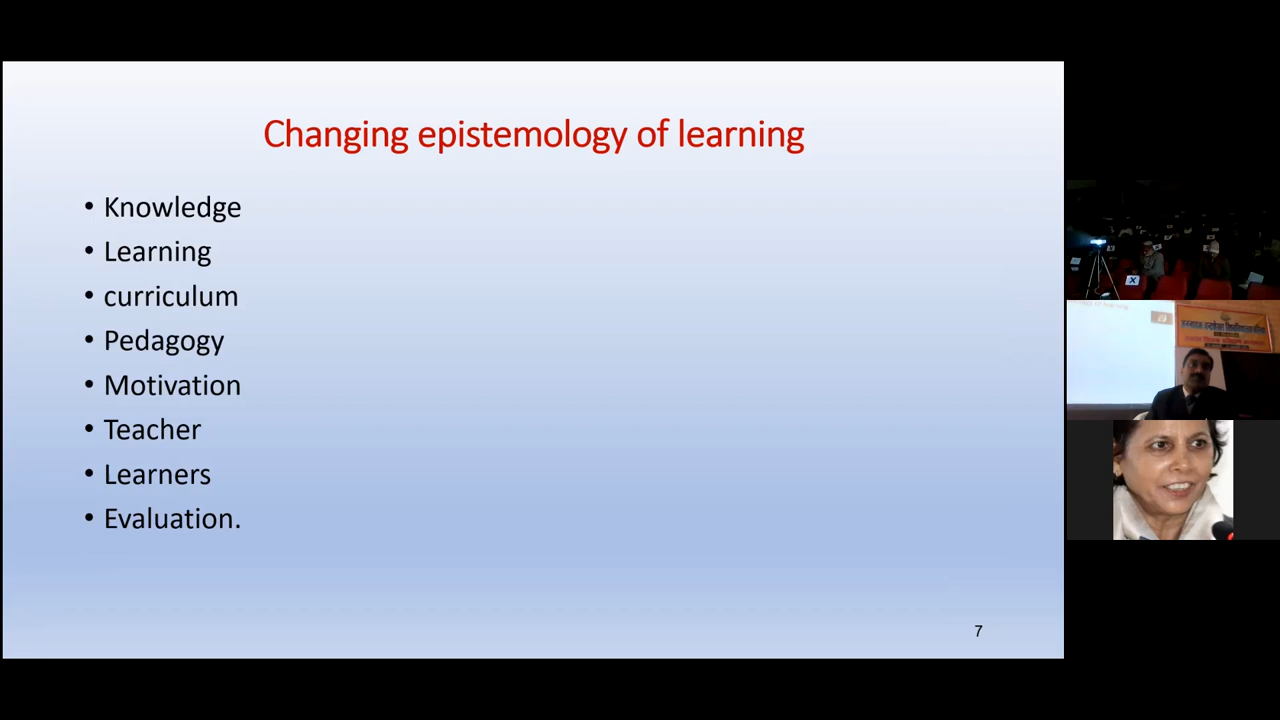 Changing epistemology of learning
• Knowledge
• Learning
• curriculum
• Pedagogy
• Motivation
• Teacher
• Learners
• Evaluation.
7
X